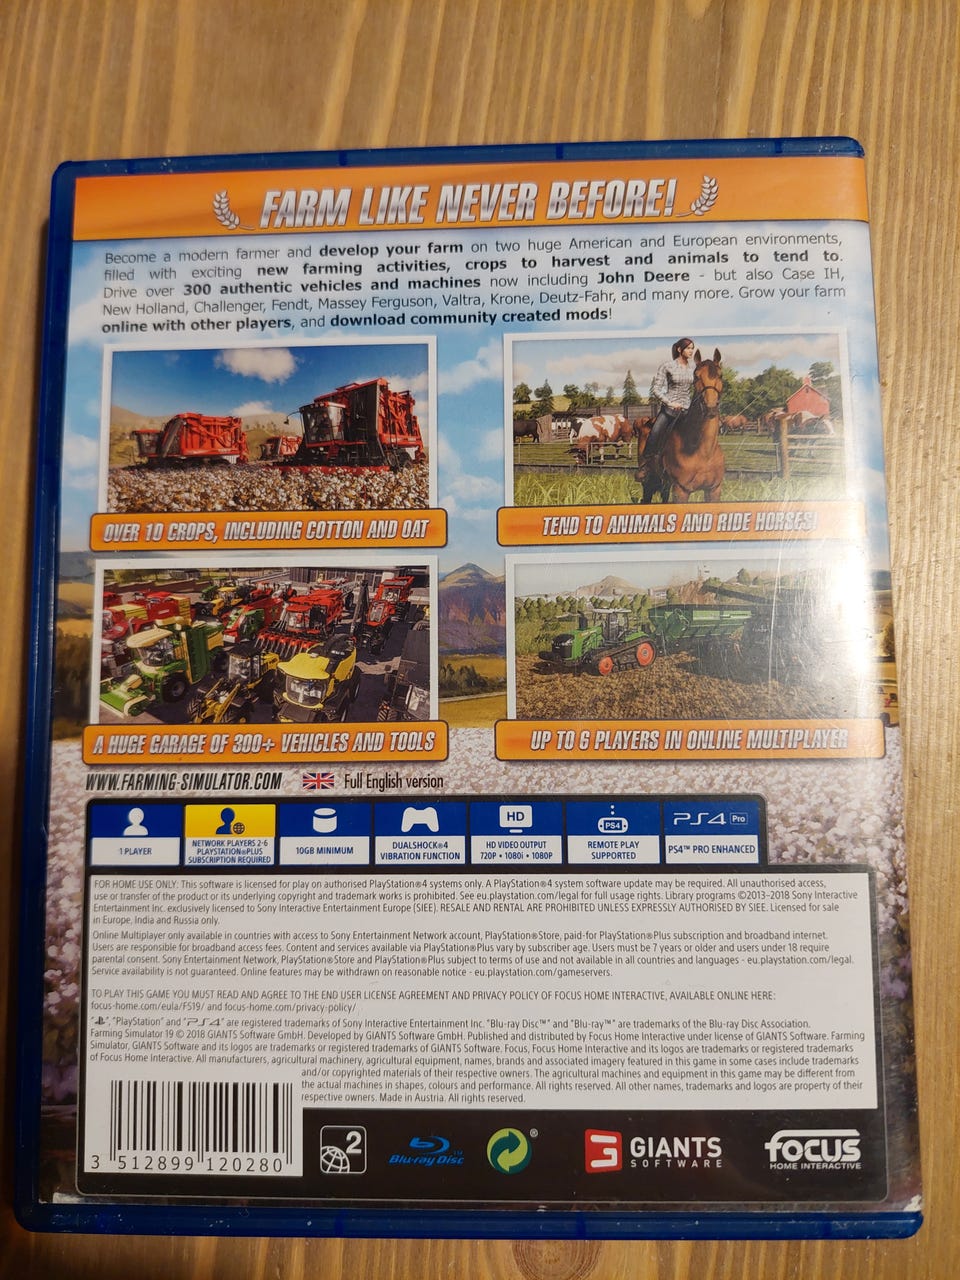 FARM LIKE NEVER BEFORE!
Become a modern farmer and develop your farm on two huge American and European environments,
filled with exciting new farming activities, crops to harvest and animals to tend to.
Drive over 300 authentic vehicles and machines now including John Deere - but also Case IH,
New Holland, Challenger, Fendt, Massey Ferguson, Valtra, Krone, Deutz-Fahr, and many more. Grow your farm
online with other players, and download community created mods!
OVER 10 CROPS, INCLUDING COTTON AND OAT
TEND TO ANIMALS AND RIDE HORSES!
A HUGE GARAGE OF 300+ VEHICLES AND TOOLS
UP TO 6 PLAYERS IN ONLINE MULTIPLAYER
WWW.FARMING-SIMULATOR.COM Full English version
1 PLAYER
NETWORK PLAYERS 2-6
PLAYSTATION®PLUS
SUBSCRIPTION REQUIRED
10GB MINIMUM
DUALSHOCK®4
VIBRATION FUNCTION
HD
HD VIDEO OUTPUT
720P • 1080i • 1080P
PS4
REMOTE PLAY
SUPPORTED
PS4 Pro
PS4™ PRO ENHANCED
FOR HOME USE ONLY: This software is licensed for play on authorised PlayStation®4 systems only. A PlayStation®4 system software update may be required. All unauthorised access,
use or transfer of the product or its underlying copyright and trademark works is prohibited. See eu.playstation.com/legal for full usage rights. Library programs ©2013-2018 Sony Interactive
Entertainment Inc. exclusively licensed to Sony Interactive Entertainment Europe (SIEE). RESALE AND RENTAL ARE PROHIBITED UNLESS EXPRESSLY AUTHORISED BY SIEE. Licensed for sale
in Europe, India and Russia only.
Online Multiplayer only available in countries with access to Sony Entertainment Network account, PlayStation®Store, paid-for PlayStation®Plus subscription and broadband internet.
Users are responsible for broadband access fees. Content and services available via PlayStation®Plus vary by subscriber age. Users must be 7 years or older and users under 18 require
parental consent. Sony Entertainment Network, PlayStation®Store and PlayStation®Plus subject to terms of use and not available in all countries and languages - eu.playstation.com/legal.
Service availability is not guaranteed. Online features may be withdrawn on reasonable notice - eu.playstation.com/gameservers.
TO PLAY THIS GAME YOU MUST READ AND AGREE TO THE END USER LICENSE AGREEMENT AND PRIVACY POLICY OF FOCUS HOME INTERACTIVE, AVAILABLE ONLINE HERE:
focus-home.com/eula/FS19/ and focus-home.com/privacy-policy/
" ", "PlayStation" and "PS4" are registered trademarks of Sony Interactive Entertainment Inc. "Blu-ray Disc™" and "Blu-ray™" are trademarks of the Blu-ray Disc Association.
Farming Simulator 19 © 2018 GIANTS Software GmbH. Developed by GIANTS Software GmbH. Published and distributed by Focus Home Interactive under license of GIANTS Software. Farming
Simulator, GIANTS Software and its logos are trademarks or registered trademarks of GIANTS Software. Focus, Focus Home Interactive and its logos are trademarks or registered trademarks
of Focus Home Interactive. All manufacturers, agricultural machinery, agricultural equipment, names, brands and associated imagery featured in this game in some cases include trademarks
and/or copyrighted materials of their respective owners. The agricultural machines and equipment in this game may be different from
the actual machines in shapes, colours and performance. All rights reserved. All other names, trademarks and logos are property of their
respective owners. Made in Austria. All rights reserved.
3 512899 120280
2
Blu-ray Disc™
®
GIANTS
SOFTWARE
focus
HOME INTERACTIVE